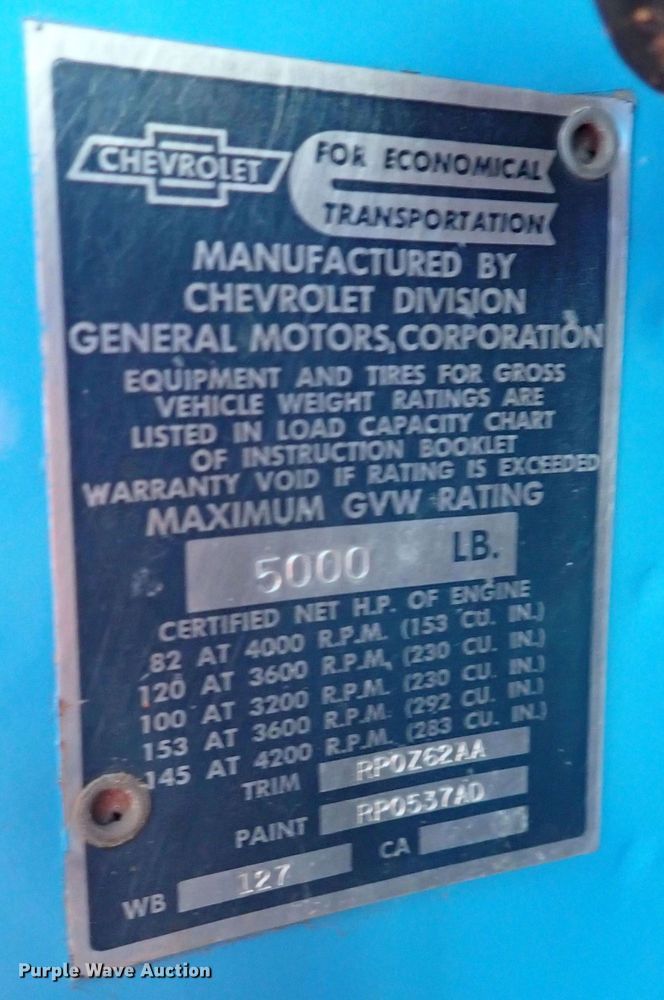 CHEVROLET
FOR ECONOMICAL
TRANSPORTATION
MANUFACTURED BY
CHEVROLET DIVISION
GENERAL MOTORS, CORPORATION
EQUIPMENT AND TIRES FOR GROSS
VEHICLE WEIGHT RATINGS ARE
LISTED IN LOAD CAPACITY CHART
OF INSTRUCTION BOOKLET
WARRANTY VOID IF RATING IS EXCEEDED
MAXIMUM GVW RATING
5000 LB.
CERTIFIED NET H.P. OF ENGINE
82 AT 4000 R.P.M. (153 CU. IN.)
120 AT 3600 R.P.M. (230 CU. IN.)
100 AT 3200 R.P.M. (230 CU. IN.)
153 AT 3600 R.P.M. (292 CU. IN.)
145 AT 4200 R.P.M. (283 CU. IN.)
TRIM RPOZ62AA
PAINT RPO537AD
WB 127 CA
Purple Wave Auction